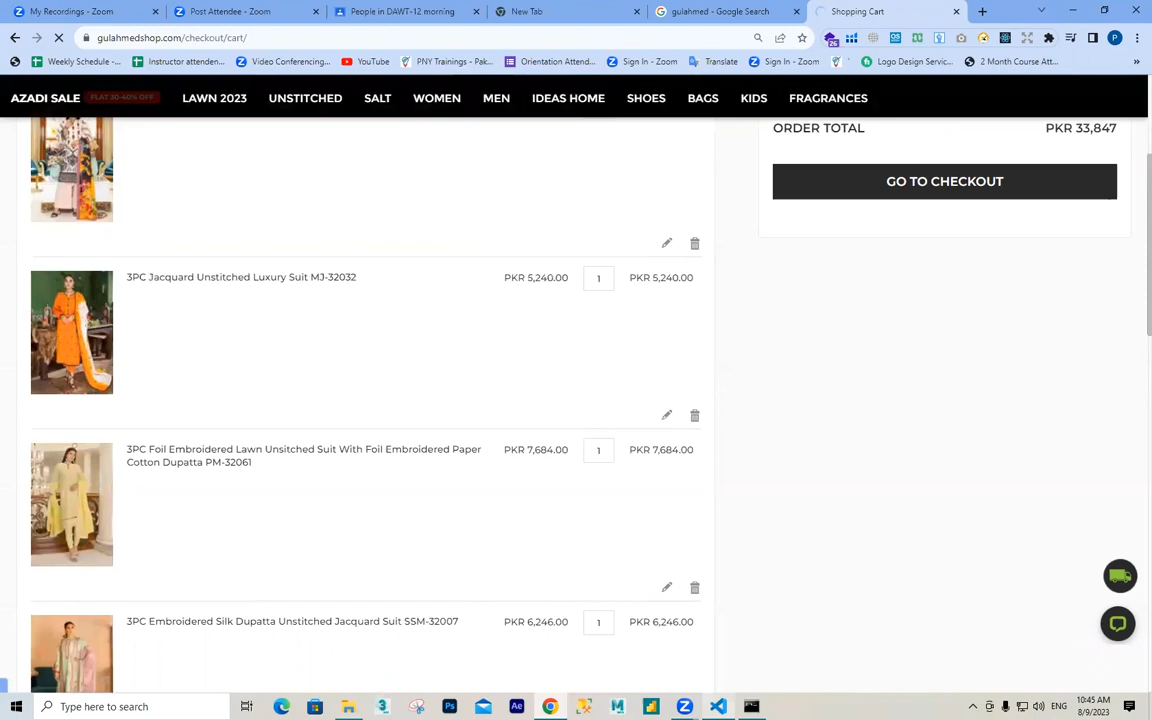 My Recordings - Zoom
Post Attendee - Zoom
People in DAWT-12 morning
New Tab
gulahmed - Google Search
Shopping Cart
gulahmedshop.com/checkout/cart/
26
P
Weekly Schedule -...
Instructor attenden...
Video Conferencing...
YouTube
PNY Trainings - Pak...
Orientation Attend...
Sign In - Zoom
Translate
Sign In - Zoom
Logo Design Servic...
2 Month Course Att...
»
AZADI SALE FLAT 30-40% OFF
LAWN 2023
UNSTITCHED
SALT
WOMEN
MEN
IDEAS HOME
SHOES
BAGS
KIDS
FRAGRANCES
ORDER TOTAL PKR 33,847
GO TO CHECKOUT
3PC Jacquard Unstitched Luxury Suit MJ-32032 PKR 5,240.00 1 PKR 5,240.00
3PC Foil Embroidered Lawn Unsitched Suit With Foil Embroidered Paper PKR 7,684.00 1 PKR 7,684.00
Cotton Dupatta PM-32061
3PC Embroidered Silk Dupatta Unstitched Jacquard Suit SSM-32007 PKR 6,246.00 1 PKR 6,246.00
Type here to search
ENG
10:45 AM
8/9/2023